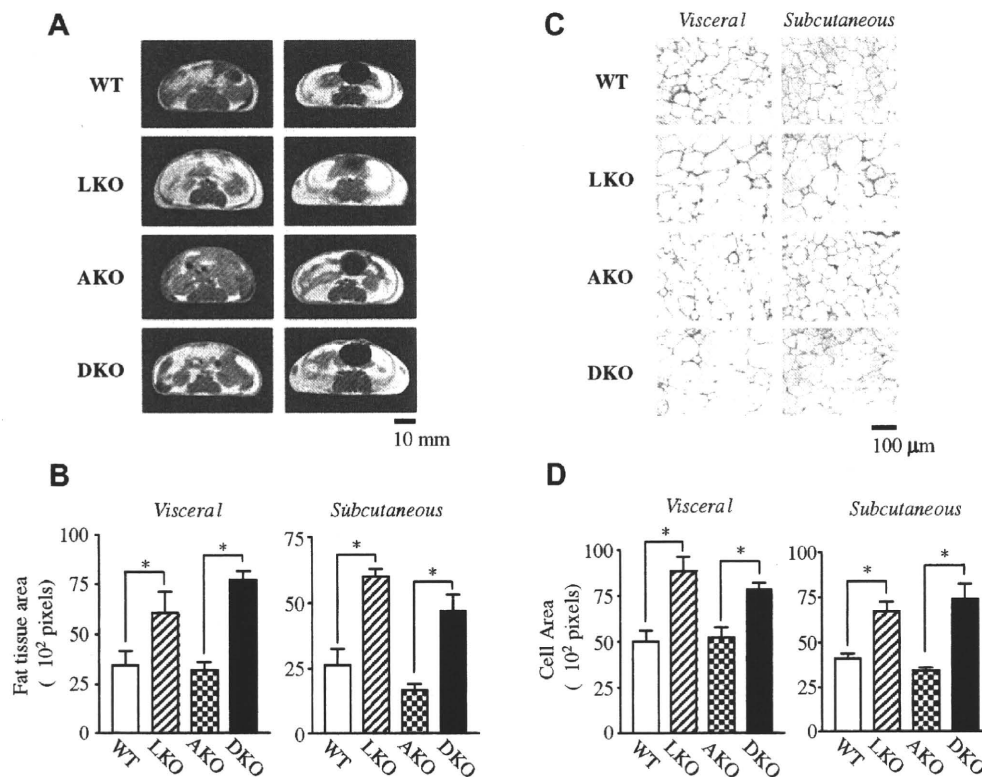 A
WT
LKO
AKO
DKO
10 mm
C
Visceral Subcutaneous
WT
LKO
AKO
DKO
100 μm
B
Visceral
Subcutaneous
Fat tissue area
( 10² pixels)
100
75
50
25
0
75
50
25
0
*
*
*
*
WT LKO AKO DKO
WT LKO AKO DKO
D
Visceral
Subcutaneous
Cell Area
( 10² pixels)
100
75
50
25
0
100
75
50
25
0
*
*
*
*
WT LKO AKO DKO
WT LKO AKO DKO